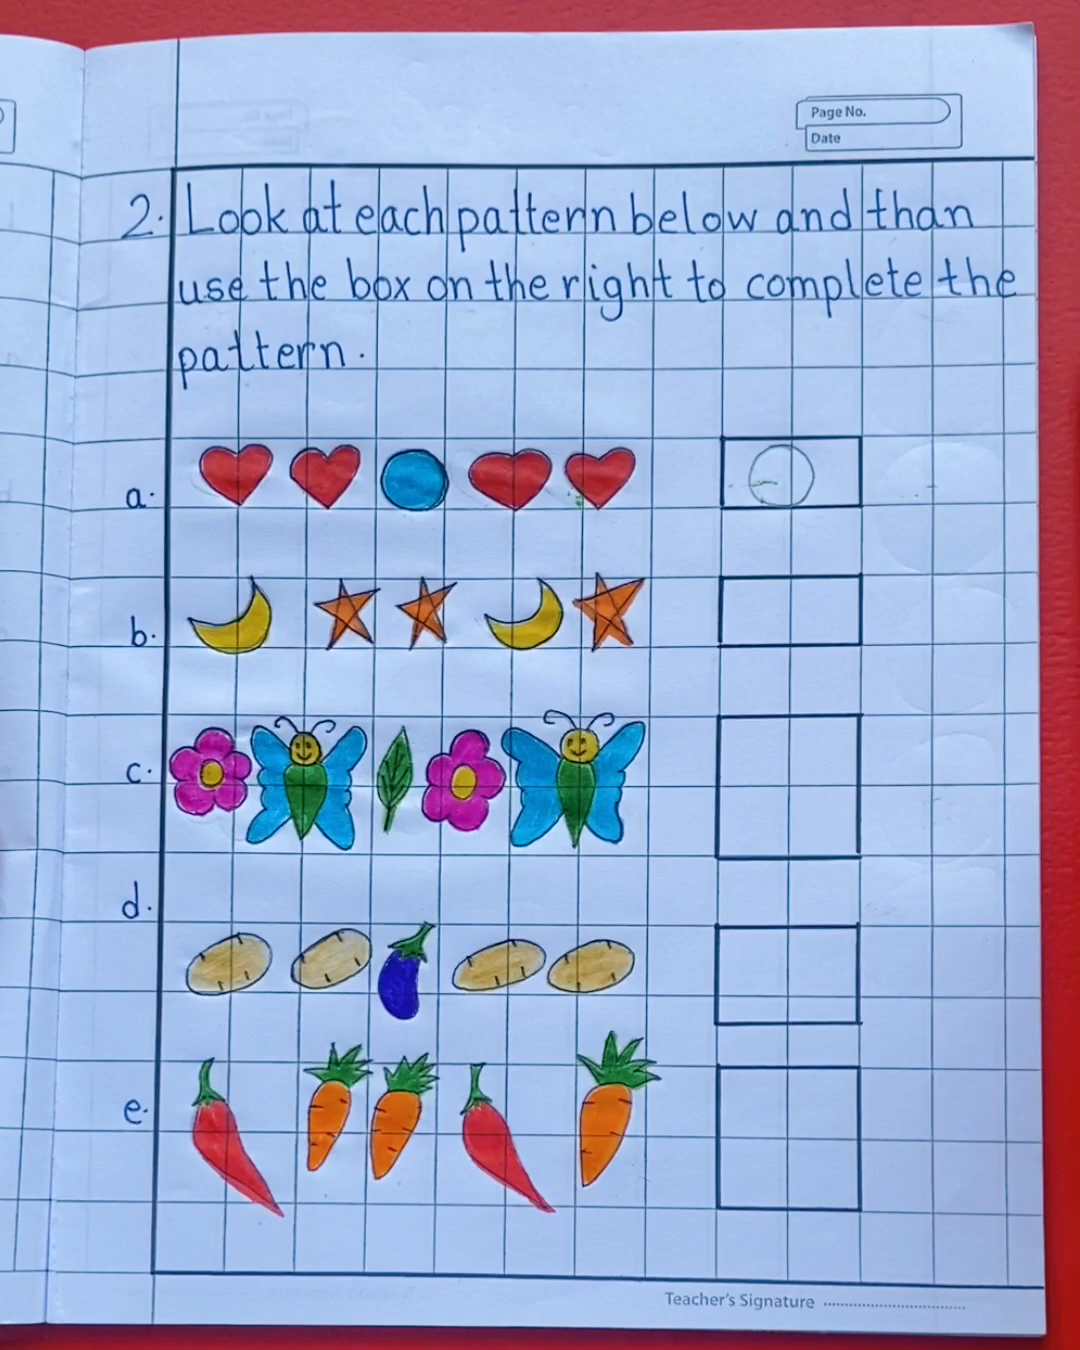 Page No.
Date
2. Look at each pattern below and than
use the box on the right to complete the
pattern.
a.
b.
c.
d.
e.
Teacher's Signature ................................